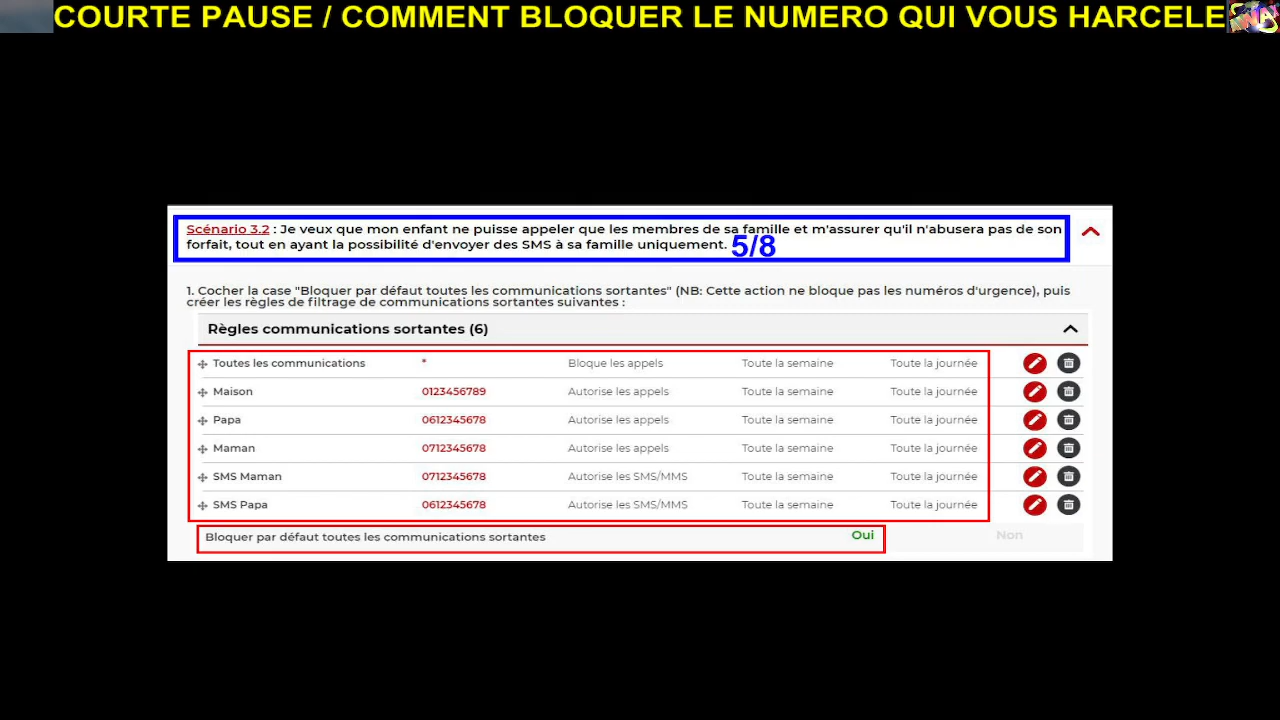 COURTE PAUSE / COMMENT BLOQUER LE NUMERO QUI VOUS HARCELE
Scénario 3.2 : Je veux que mon enfant ne puisse appeler que les membres de sa famille et m'assurer qu'il n'abusera pas de son
forfait, tout en ayant la possibilité d'envoyer des SMS à sa famille uniquement. 5/8
1. Cocher la case "Bloquer par défaut toutes les communications sortantes" (NB: Cette action ne bloque pas les numéros d'urgence), puis
créer les règles de filtrage de communications sortantes suivantes :
Règles communications sortantes (6)
Toutes les communications * Bloque les appels Toute la semaine Toute la journée
Maison 0123456789 Autorise les appels Toute la semaine Toute la journée
Papa 0612345678 Autorise les appels Toute la semaine Toute la journée
Maman 0712345678 Autorise les appels Toute la semaine Toute la journée
SMS Maman 0712345678 Autorise les SMS/MMS Toute la semaine Toute la journée
SMS Papa 0612345678 Autorise les SMS/MMS Toute la semaine Toute la journée
Bloquer par défaut toutes les communications sortantes Oui Non